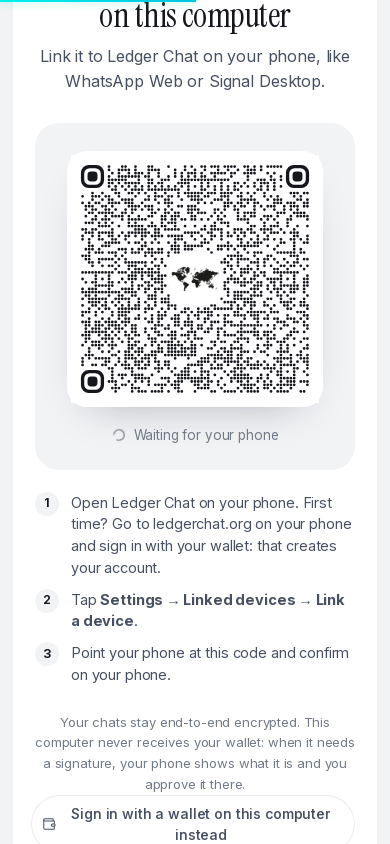 on this computer
Link it to Ledger Chat on your phone, like
WhatsApp Web or Signal Desktop.
Waiting for your phone
1
Open Ledger Chat on your phone. First
time? Go to ledgerchat.org on your phone
and sign in with your wallet: that creates
your account.
2
Tap Settings → Linked devices → Link
a device.
3
Point your phone at this code and confirm
on your phone.
Your chats stay end-to-end encrypted. This
computer never receives your wallet: when it needs
a signature, your phone shows what it is and you
approve it there.
Sign in with a wallet on this computer
instead